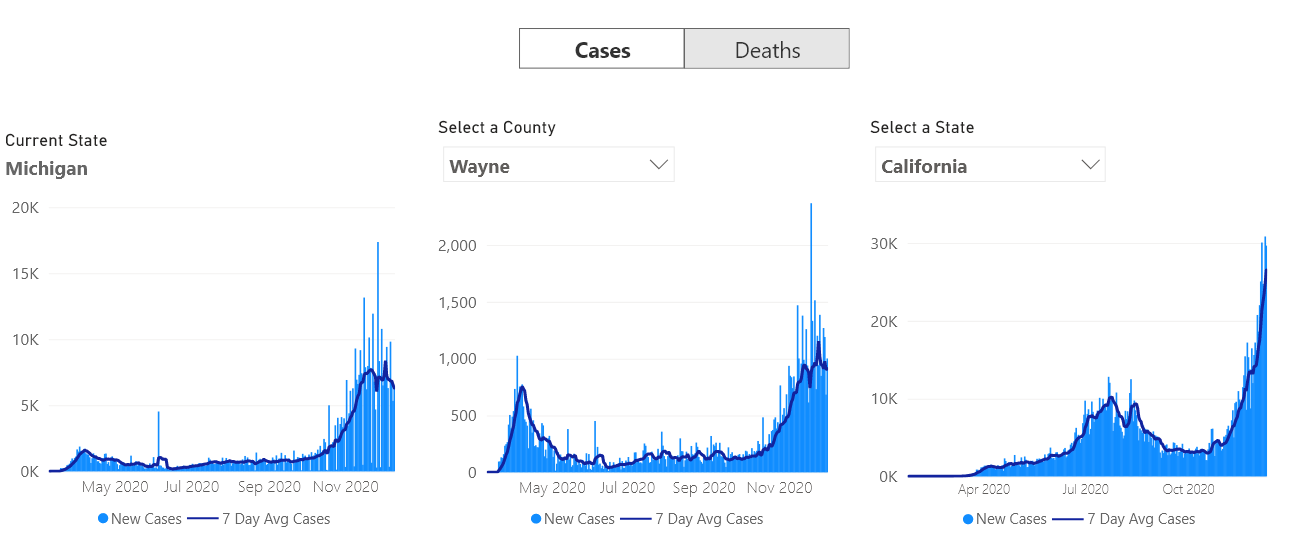 Cases Deaths
Current State
Michigan
20K
15K
10K
5K
0K
May 2020 Jul 2020 Sep 2020 Nov 2020
New Cases 7 Day Avg Cases
Select a County
Wayne
2,000
1,500
1,000
500
0
May 2020 Jul 2020 Sep 2020 Nov 2020
New Cases 7 Day Avg Cases
Select a State
California
30K
20K
10K
0K
Apr 2020 Jul 2020 Oct 2020
New Cases 7 Day Avg Cases